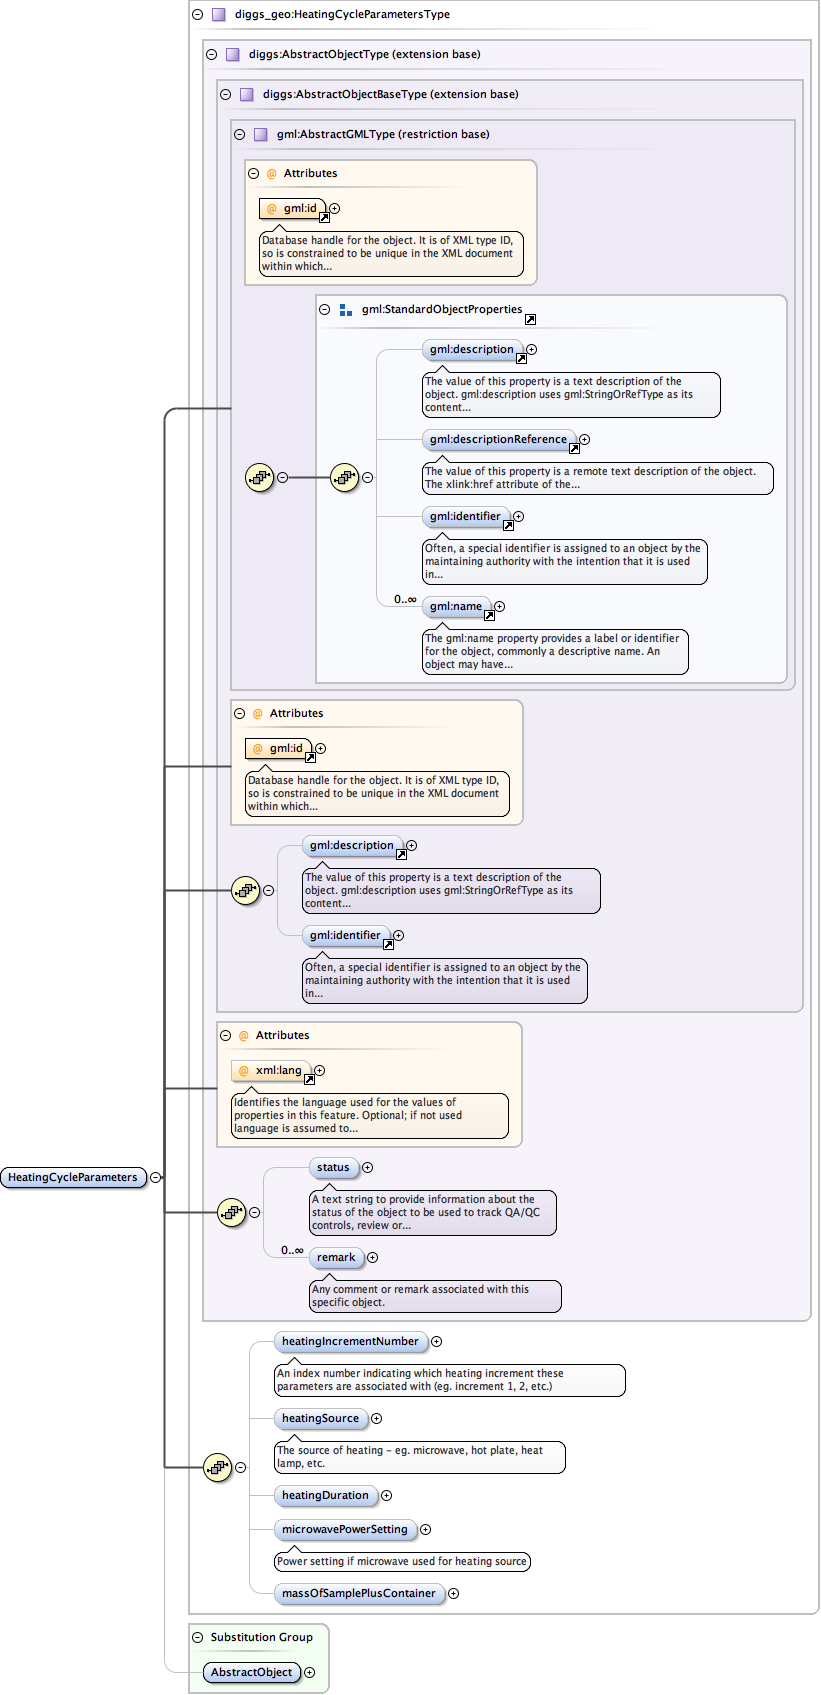 diggs_geo:HeatingCycleParametersType
diggs:AbstractObjectType (extension base)
diggs:AbstractObjectBaseType (extension base)
gml:AbstractGMLType (restriction base)
@ Attributes
@ gml:id
Database handle for the object. It is of XML type ID,
so is constrained to be unique in the XML document
within which...
gml:StandardObjectProperties
gml:description
The value of this property is a text description of the
object. gml:description uses gml:StringOrRefType as its
content...
gml:descriptionReference
The value of this property is a remote text description of the object.
The xlink:href attribute of the...
gml:identifier
Often, a special identifier is assigned to an object by the
maintaining authority with the intention that it is used
in...
0..∞
gml:name
The gml:name property provides a label or identifier
for the object, commonly a descriptive name. An
object may have...
@ Attributes
@ gml:id
Database handle for the object. It is of XML type ID,
so is constrained to be unique in the XML document
within which...
gml:description
The value of this property is a text description of the
object. gml:description uses gml:StringOrRefType as its
content...
gml:identifier
Often, a special identifier is assigned to an object by the
maintaining authority with the intention that it is used
in...
@ Attributes
@ xml:lang
Identifies the language used for the values of
properties in this feature. Optional; if not used
language is assumed to...
HeatingCycleParameters
status
A text string to provide information about the
status of the object to be used to track QA/QC
controls, review or...
0..∞
remark
Any comment or remark associated with this
specific object.
heatingIncrementNumber
An index number indicating which heating increment these
parameters are associated with (eg. increment 1, 2, etc.)
heatingSource
The source of heating – eg. microwave, hot plate, heat
lamp, etc.
heatingDuration
microwavePowerSetting
Power setting if microwave used for heating source
massOfSamplePlusContainer
Substitution Group
AbstractObject